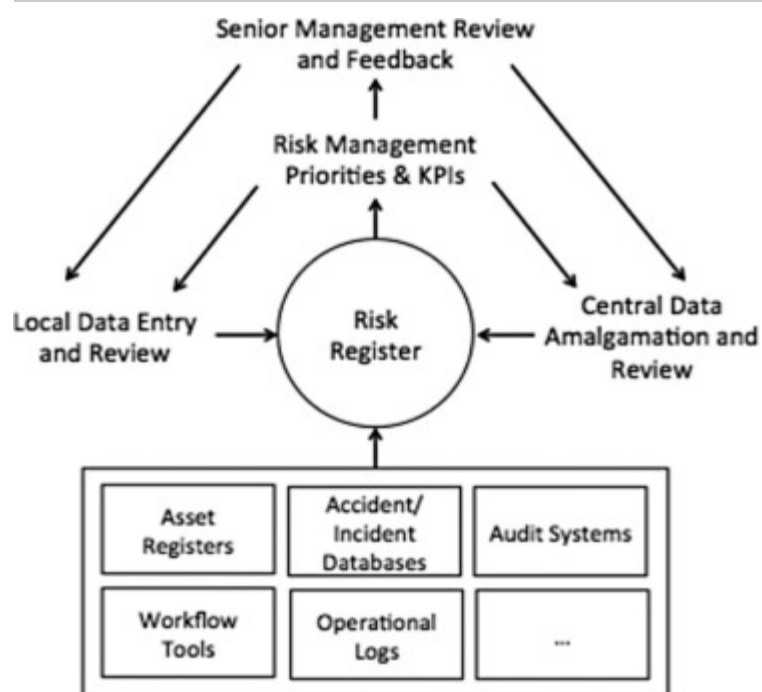 Senior Management Review
and Feedback
Risk Management
Priorities & KPIs
Local Data Entry
and Review
Risk
Register
Central Data
Amalgamation and
Review
Asset
Registers
Accident/
Incident
Databases
Audit Systems
Workflow
Tools
Operational
Logs
...